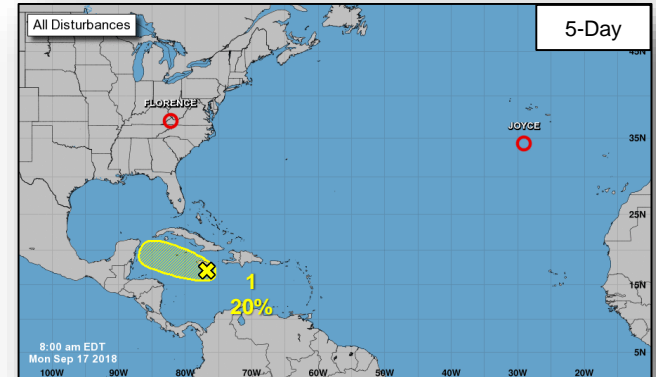 All Disturbances
5-Day
45N
FLORENCE
JOYCE
35N
25N
1
20%
15N
8:00 am EDT
Mon Sep 17 2018
5N
100W 90W 80W 70W 60W 50W 40W 30W 20W